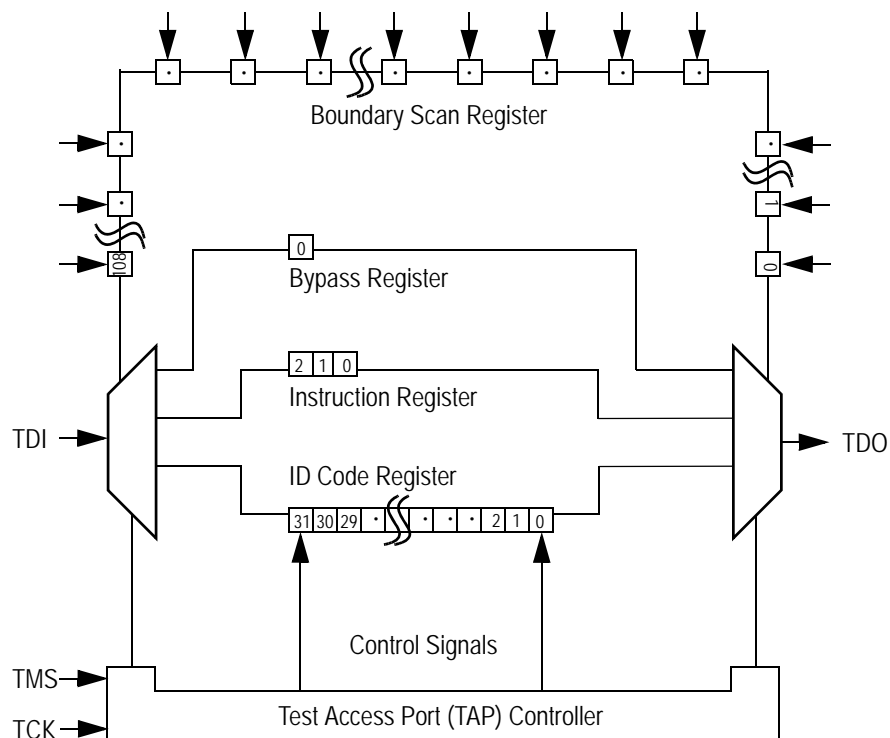 Boundary Scan Register
1
108
0
0
Bypass Register
2 1 0
Instruction Register
TDI
TDO
ID Code Register
31 30 29 · · · · 2 1 0
Control Signals
TMS
Test Access Port (TAP) Controller
TCK